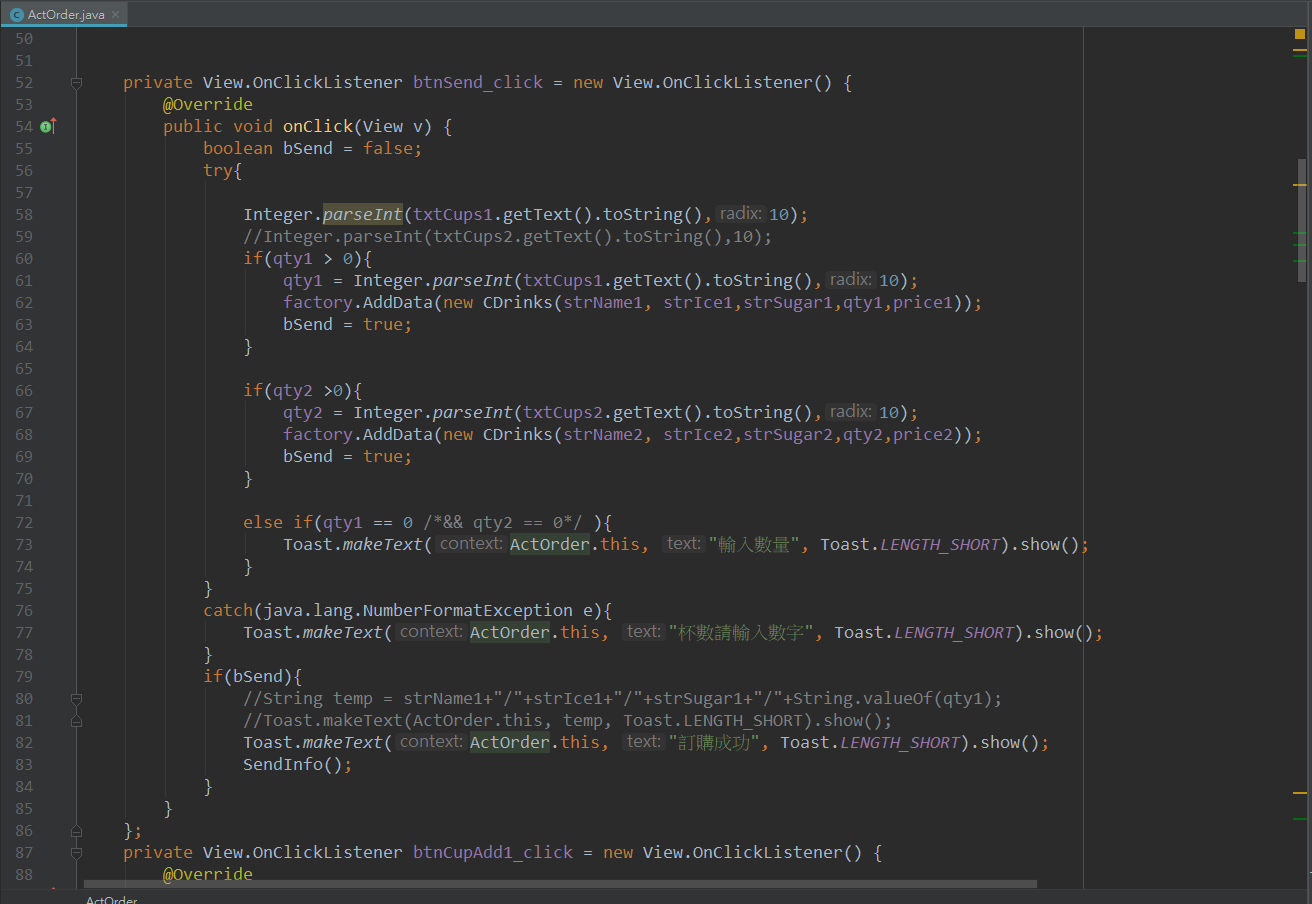 ActOrder.java
50
51
52 private View.OnClickListener btnSend_click = new View.OnClickListener() {
53 @Override
54 public void onClick(View v) {
55 boolean bSend = false;
56 try{
57
58 Integer.parseInt(txtCups1.getText().toString(), radix: 10);
59 //Integer.parseInt(txtCups2.getText().toString(),10);
60 if(qty1 > 0){
61 qty1 = Integer.parseInt(txtCups1.getText().toString(), radix: 10);
62 factory.AddData(new CDrinks(strName1, strIce1,strSugar1,qty1,price1));
63 bSend = true;
64 }
65
66 if(qty2 >0){
67 qty2 = Integer.parseInt(txtCups2.getText().toString(), radix: 10);
68 factory.AddData(new CDrinks(strName2, strIce2,strSugar2,qty2,price2));
69 bSend = true;
70 }
71
72 else if(qty1 == 0 /*&& qty2 == 0*/ ){
73 Toast.makeText( context: ActOrder.this, text: "輸入數量", Toast.LENGTH_SHORT).show();
74 }
75 }
76 catch(java.lang.NumberFormatException e){
77 Toast.makeText( context: ActOrder.this, text: "杯數請輸入數字", Toast.LENGTH_SHORT).show();
78 }
79 if(bSend){
80 //String temp = strName1+"/"+strIce1+"/"+strSugar1+"/"+String.valueOf(qty1);
81 //Toast.makeText(ActOrder.this, temp, Toast.LENGTH_SHORT).show();
82 Toast.makeText( context: ActOrder.this, text: "訂購成功", Toast.LENGTH_SHORT).show();
83 SendInfo();
84 }
85 }
86 };
87 private View.OnClickListener btnCupAdd1_click = new View.OnClickListener() {
88 @Override
ActOrder